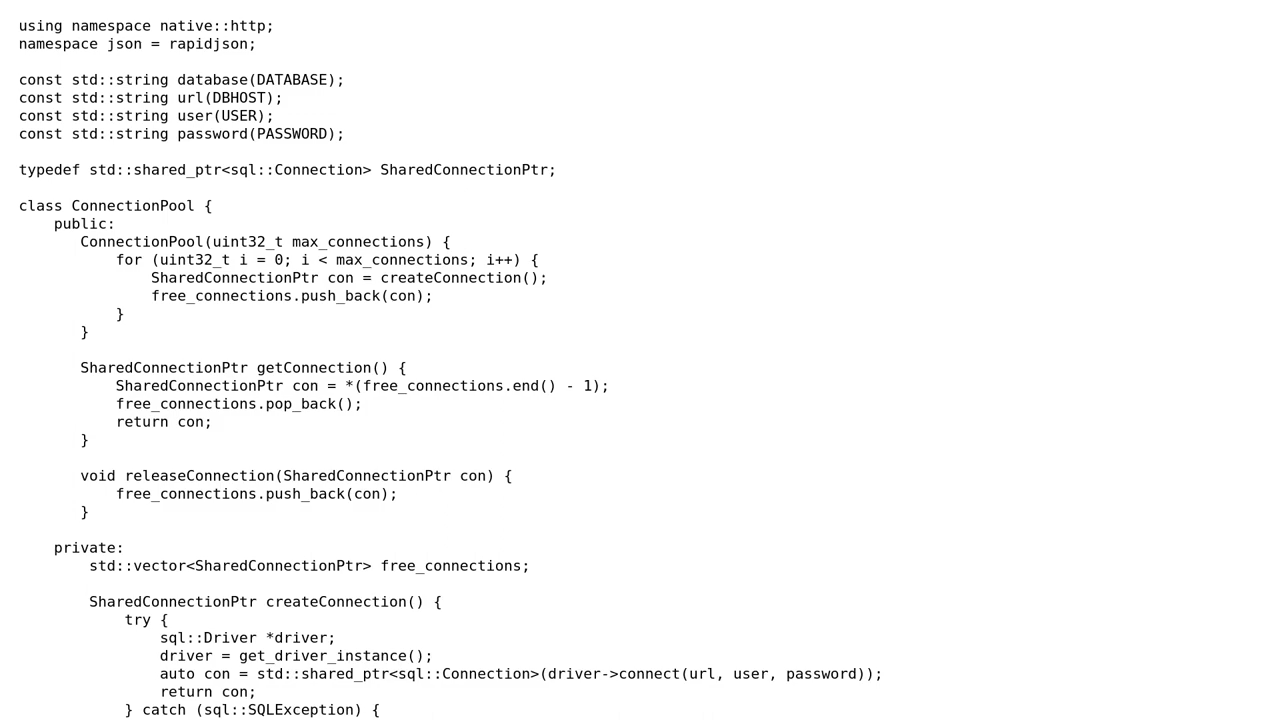 using namespace native::http;
namespace json = rapidjson;

const std::string database(DATABASE);
const std::string url(DBHOST);
const std::string user(USER);
const std::string password(PASSWORD);

typedef std::shared_ptr<sql::Connection> SharedConnectionPtr;

class ConnectionPool {
    public:
       ConnectionPool(uint32_t max_connections) {
           for (uint32_t i = 0; i < max_connections; i++) {
               SharedConnectionPtr con = createConnection();
               free_connections.push_back(con);
           }
       }

       SharedConnectionPtr getConnection() {
           SharedConnectionPtr con = *(free_connections.end() - 1);
           free_connections.pop_back();
           return con;
       }

       void releaseConnection(SharedConnectionPtr con) {
           free_connections.push_back(con);
       }

    private:
        std::vector<SharedConnectionPtr> free_connections;

        SharedConnectionPtr createConnection() {
            try {
                sql::Driver *driver;
                driver = get_driver_instance();
                auto con = std::shared_ptr<sql::Connection>(driver->connect(url, user, password));
                return con;
            } catch (sql::SQLException) {